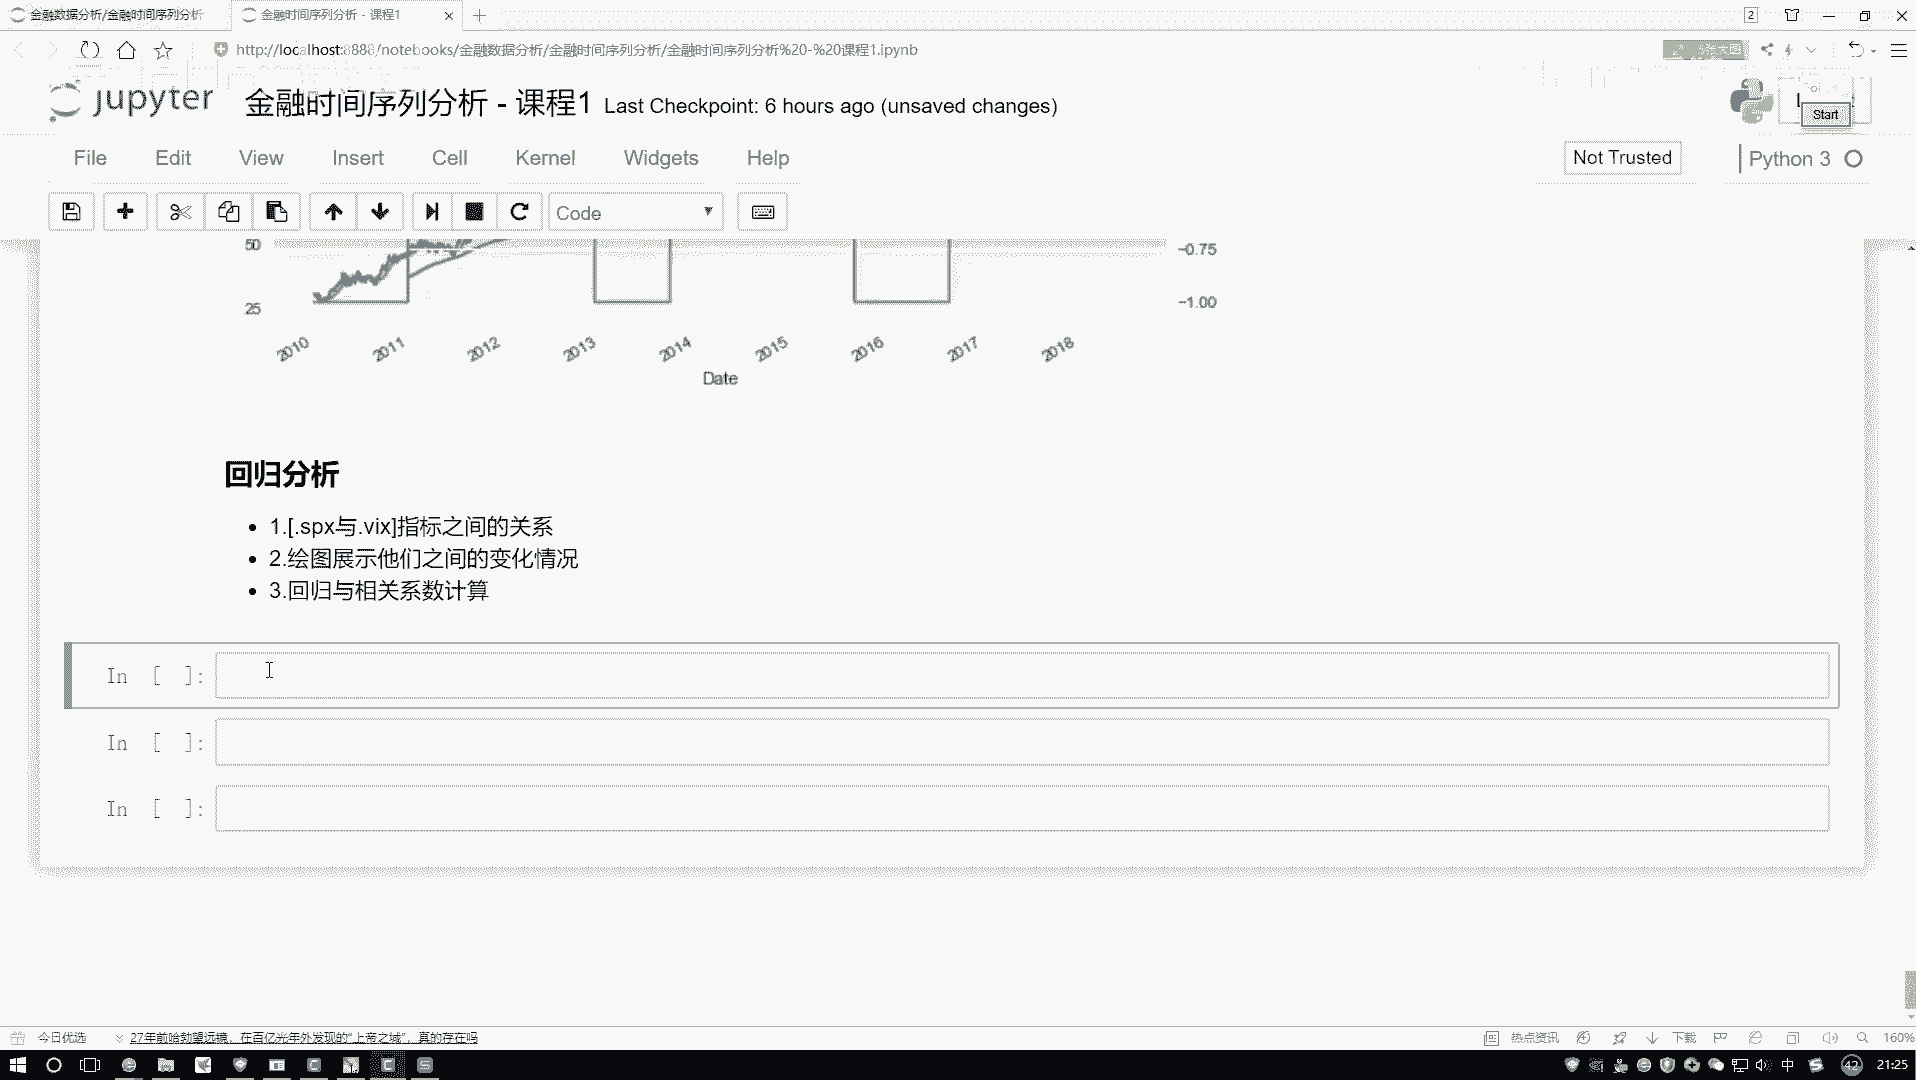 金融数据分析/金融时间序列分析
金融时间序列分析 - 课程1
2
http://localhost:8888/notebooks/金融数据分析/金融时间序列分析/金融时间序列分析%20-%20课程1.ipynb
5张大图
jupyter 金融时间序列分析 - 课程1 Last Checkpoint: 6 hours ago (unsaved changes)
Start
File Edit View Insert Cell Kernel Widgets Help
Not Trusted
Python 3
Code
50
−0.75
25
−1.00
2010 2011 2012 2013 2014 2015 2016 2017 2018
Date
回归分析
1.[.spx与.vix]指标之间的关系
2.绘图展示他们之间的变化情况
3.回归与相关系数计算
In [ ]:
In [ ]:
In [ ]:
今日优选
27年前哈勃望远镜，在百亿光年外发现的“上帝之城”，真的存在吗
热点资讯
下载
160%
中
42
21:25